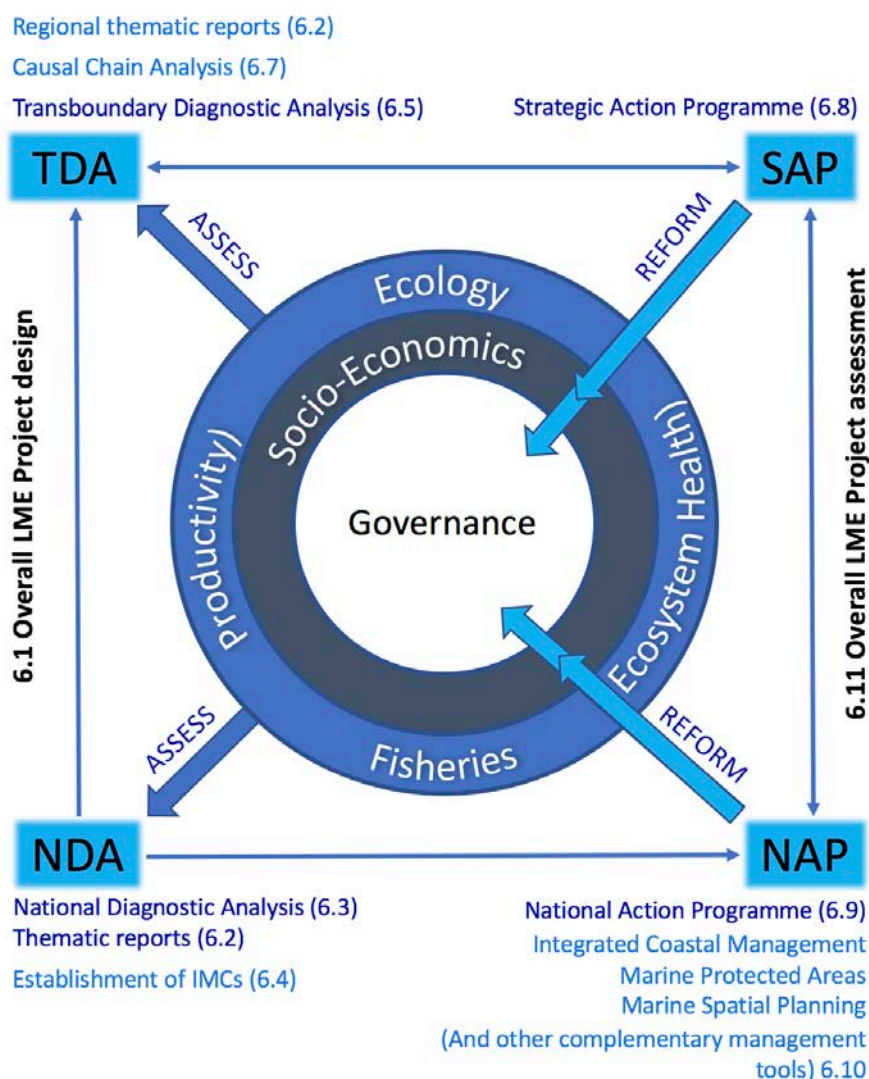 Regional thematic reports (6.2)
Causal Chain Analysis (6.7)
Transboundary Diagnostic Analysis (6.5)
Strategic Action Programme (6.8)
TDA
SAP
ASSESS
REFORM
Ecology
Socio-Economics
6.1 Overall LME Project design
Productivity)
Governance
Ecosystem Health)
6.11 Overall LME Project assessment
ASSESS
Fisheries
REFORM
NDA
NAP
National Diagnostic Analysis (6.3)
Thematic reports (6.2)
Establishment of IMCs (6.4)
National Action Programme (6.9)
Integrated Coastal Management
Marine Protected Areas
Marine Spatial Planning
(And other complementary management
tools) 6.10